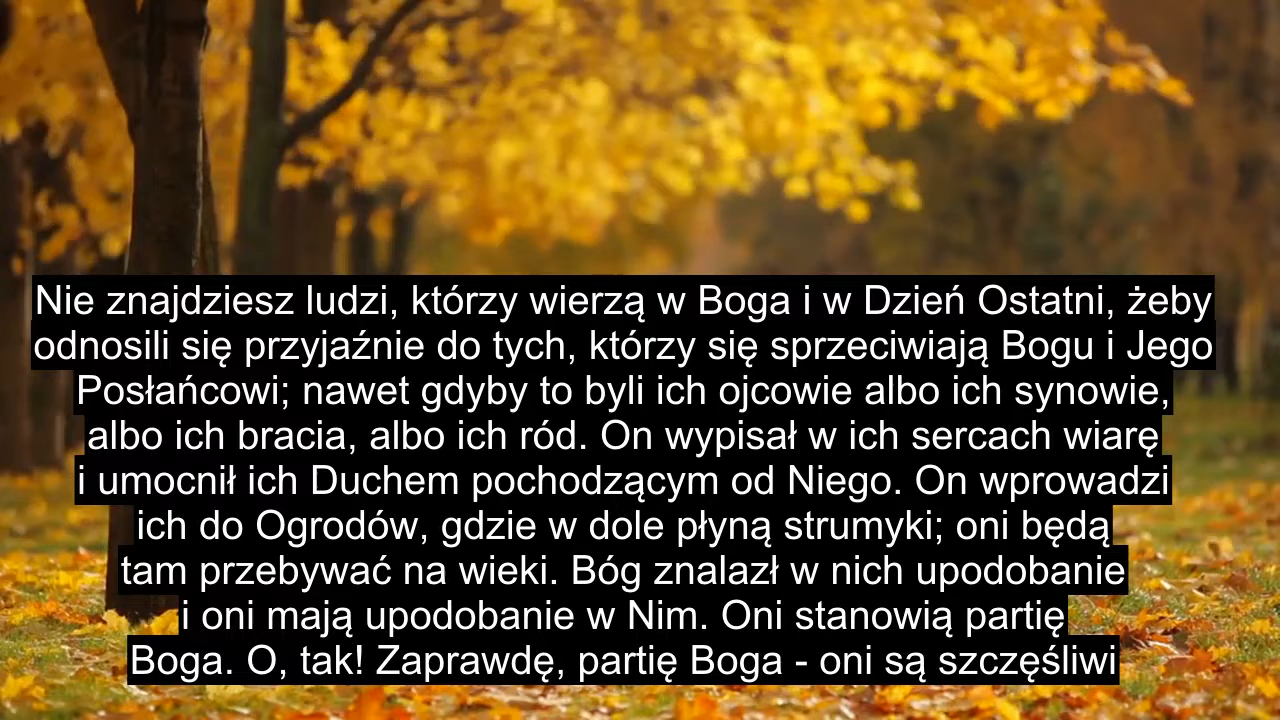 Nie znajdziesz ludzi, którzy wierzą w Boga i w Dzień Ostatni, żeby
odnosili się przyjaźnie do tych, którzy się sprzeciwiają Bogu i Jego
Posłańcowi; nawet gdyby to byli ich ojcowie albo ich synowie,
albo ich bracia, albo ich ród. On wypisał w ich sercach wiarę
i umocnił ich Duchem pochodzącym od Niego. On wprowadzi
ich do Ogrodów, gdzie w dole płyną strumyki; oni będą
tam przebywać na wieki. Bóg znalazł w nich upodobanie
i oni mają upodobanie w Nim. Oni stanowią partię
Boga. O, tak! Zaprawdę, partię Boga - oni są szczęśliwi